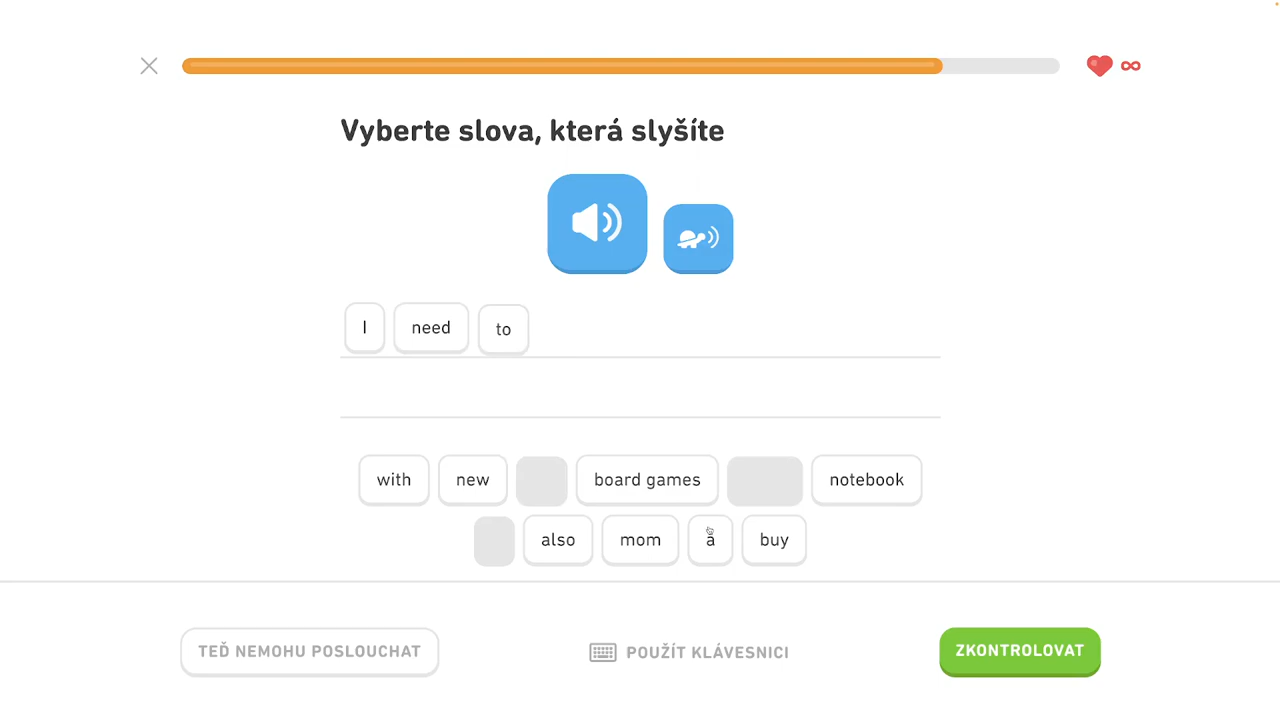 Vyberte slova, která slyšíte
I need to
with new board games notebook
also mom a buy
TEĎ NEMOHU POSLOUCHAT POUŽÍT KLÁVESNICI ZKONTROLOVAT